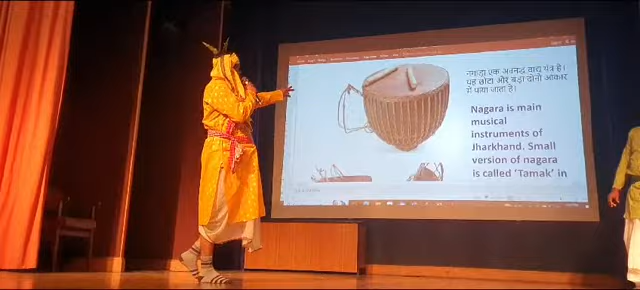 नगाड़ा एक अवनद्ध वाद्य यंत्र है।
यह छोटा और बड़ा दोनों आकार
में पाया जाता है।
Nagara is main
musical
instruments of
Jharkhand. Small
version of nagara
is called ‘Tamak’ in